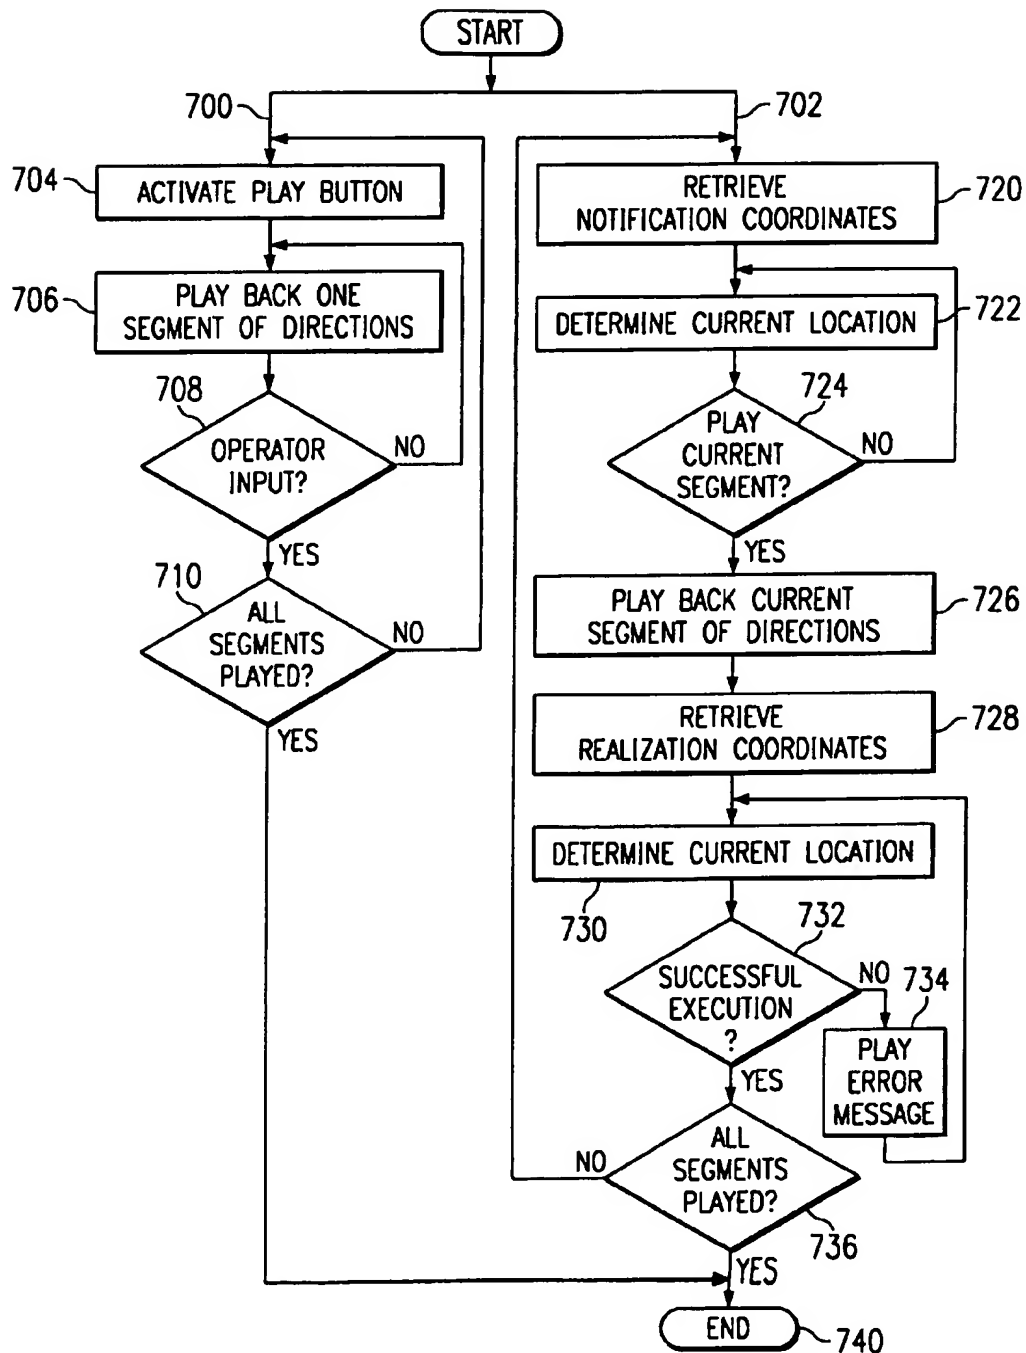 START
700
702
704
ACTIVATE PLAY BUTTON
706
PLAY BACK ONE
SEGMENT OF DIRECTIONS
708
OPERATOR
INPUT?
NO
YES
710
ALL
SEGMENTS
PLAYED?
NO
YES
RETRIEVE
NOTIFICATION COORDINATES
720
DETERMINE CURRENT LOCATION
722
724
PLAY
CURRENT
SEGMENT?
NO
YES
PLAY BACK CURRENT
SEGMENT OF DIRECTIONS
726
RETRIEVE
REALIZATION COORDINATES
728
DETERMINE CURRENT LOCATION
730
732
SUCCESSFUL
EXECUTION
?
NO
734
PLAY
ERROR
MESSAGE
YES
ALL
SEGMENTS
PLAYED?
NO
736
YES
END
740